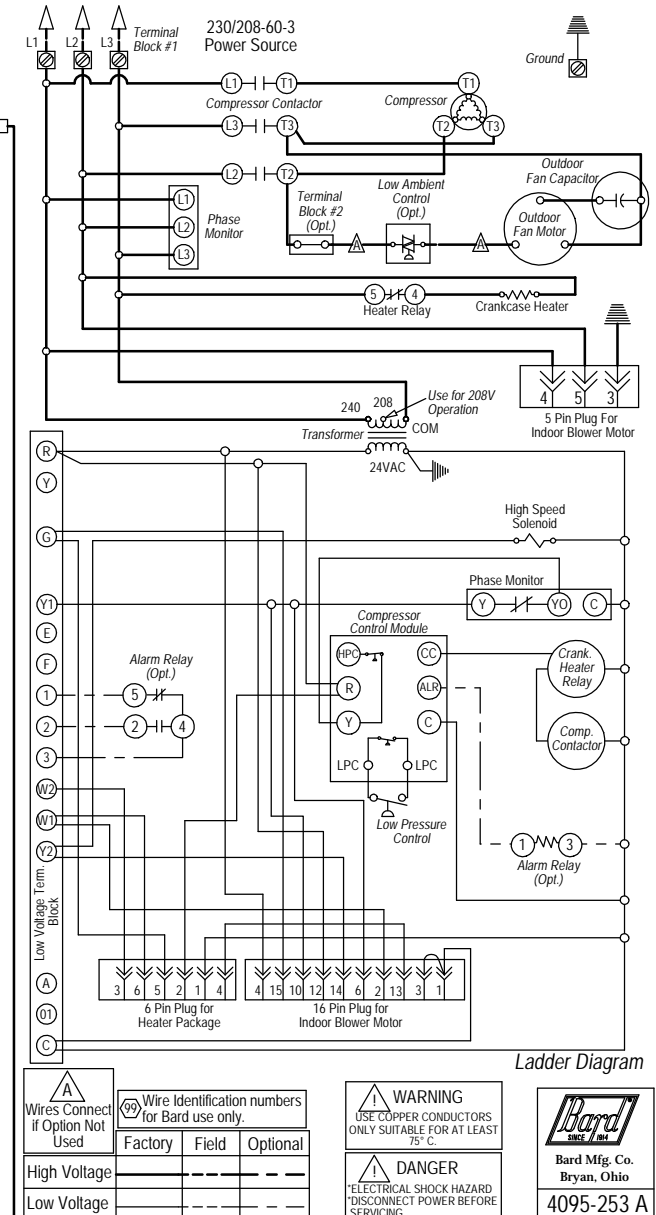 L1 L2 L3 Terminal
Block #1
230/208-60-3
Power Source
Ground
L1 T1 T1
Compressor Contactor
Compressor
L3 T3 T2 T3
L2 T2
Outdoor
Fan Capacitor
Low Ambient
Control
(Opt.)
Terminal
Block #2
(Opt.)
L1
L2
L3
Phase
Monitor
A A
Outdoor
Fan Motor
5 4
Heater Relay
Crankcase Heater
4 5 3
5 Pin Plug For
Indoor Blower Motor
240 208
Use for 208V
Operation
Transformer
COM
24VAC
R
Y
G
Y1
E
F
1
2
3
W2
W1
Y2
Low Voltage Term.
Block
A
01
C
High Speed
Solenoid
Phase Monitor
Y YO C
Compressor
Control Module
HPC CC
R ALR
Y C
LPC LPC
Low Pressure
Control
Crank.
Heater
Relay
Comp.
Contactor
Alarm Relay
(Opt.)
5
2 4
1 3
Alarm Relay
(Opt.)
3 6 5 2 1 4
6 Pin Plug for
Heater Package
4 15 10 12 14 6 2 13 3 1
16 Pin Plug for
Indoor Blower Motor
Ladder Diagram
A
Wires Connect
if Option Not
Used
99 Wire Identification numbers
for Bard use only.
Factory Field Optional
High Voltage
Low Voltage
! WARNING
USE COPPER CONDUCTORS
ONLY SUITABLE FOR AT LEAST
75° C.
! DANGER
*ELECTRICAL SHOCK HAZARD
*DISCONNECT POWER BEFORE
SERVICING.
Bard
SINCE 1914
Bard Mfg. Co.
Bryan, Ohio
4095-253 A